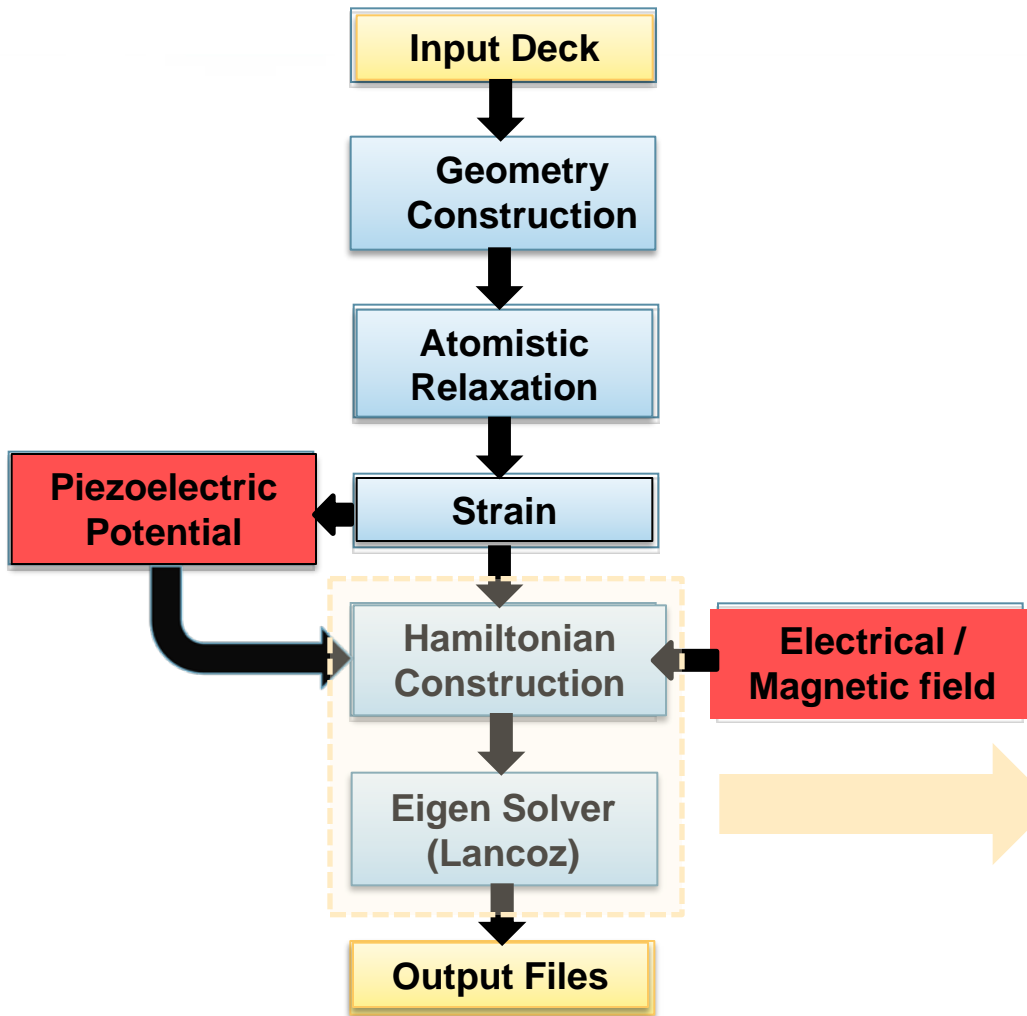 Input Deck
Geometry
Construction
Atomistic
Relaxation
Piezoelectric
Potential
Strain
Hamiltonian
Construction
Electrical /
Magnetic field
Eigen Solver
(Lancoz)
Output Files